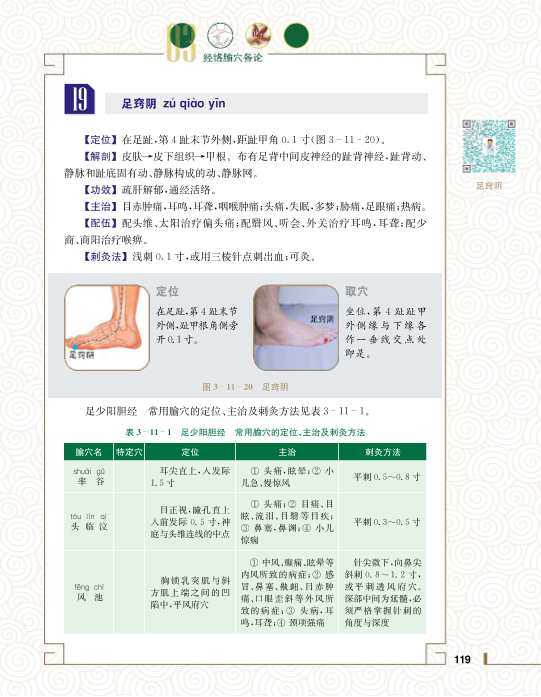 03
经络腧穴各论
19
足窍阴 zú qiào yīn
【定位】在足趾,第 4 趾末节外侧,距趾甲角 0.1 寸(图 3-11-20)。
【解剖】皮肤→皮下组织→甲根。布有足背中间皮神经的趾背神经,趾背动、
静脉和趾底固有动、静脉构成的动、静脉网。
【功效】疏肝解郁,通经活络。
【主治】目赤肿痛,耳鸣,耳聋,咽喉肿痛;头痛,失眠,多梦;胁痛,足跟痛;热病。
【配伍】配头维、太阳治疗偏头痛;配翳风、听会、外关治疗耳鸣,耳聋;配少
商、商阳治疗喉痹。
【刺灸法】浅刺 0.1 寸,或用三棱针点刺出血;可灸。
足窍阴
定位
在足趾,第 4 趾末节
外侧,趾甲根角侧旁
开 0.1 寸。
足窍阴
取穴
坐位,第 4 趾趾甲
外侧缘与下缘各
作一垂线交点处
即是。
足窍阴
图 3-11-20 足窍阴
足少阳胆经 常用腧穴的定位、主治及刺灸方法见表 3-11-1。
表 3-11-1 足少阳胆经 常用腧穴的定位、主治及刺灸方法
腧穴名 特定穴 定位 主治 刺灸方法
shuài gǔ
率 谷
耳尖直上,入发际
1.5 寸
① 头痛,眩晕;② 小
儿急、慢惊风
平刺 0.5~0.8 寸
tóu lín qì
头 临 泣
目正视,瞳孔直上
入前发际 0.5 寸,神
庭与头维连线的中点
① 头痛;② 目痛、目
眩、流泪、目翳等目疾;
③ 鼻塞,鼻渊;④ 小儿
惊痫
平刺 0.3~0.5 寸
fēng chí
风 池
胸锁乳突肌与斜
方肌上端之间的凹
陷中,平风府穴
① 中风、癫痫、眩晕等
内风所致的病症;② 感
冒、鼻塞、鼽衄、目赤肿
痛、口眼歪斜等外风所
致的病症;③ 头病,耳
鸣,耳聋;④ 颈项强痛
针尖微下,向鼻尖
斜刺 0.8~1.2 寸,
或平刺透风府穴。
深部中间为延髓,必
须严格掌握针刺的
角度与深度
119